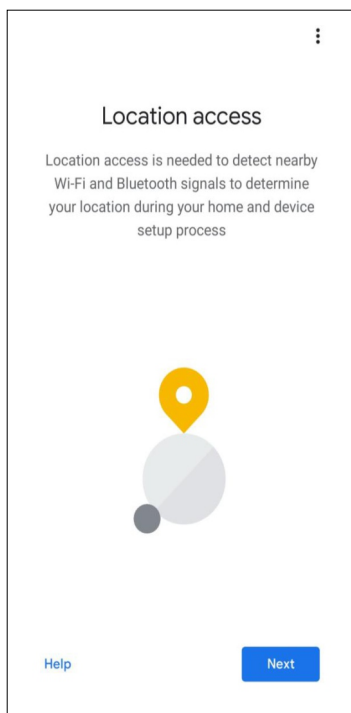 Location access
Location access is needed to detect nearby
Wi-Fi and Bluetooth signals to determine
your location during your home and device
setup process
Help
Next